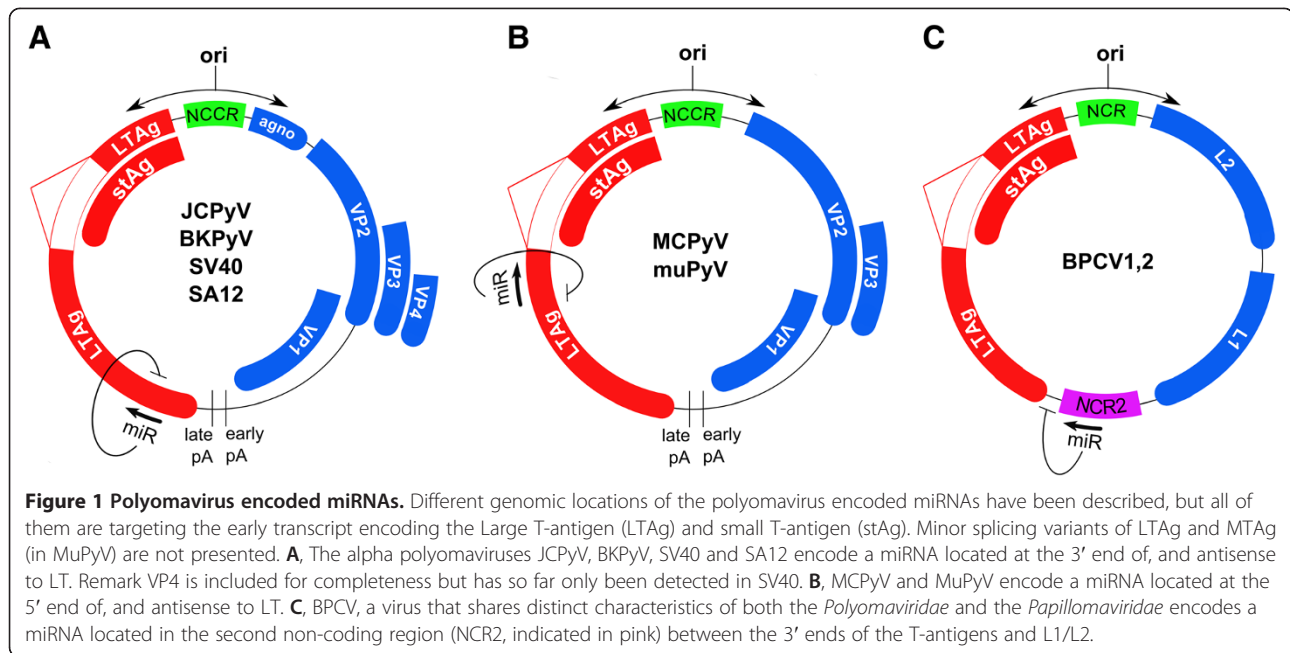 A
ori
NCCR
agno
LTAg
stAg
JCPyV
BKPyV
SV40
SA12
VP2
VP3
VP4
VP1
LTAg
miR
late
pA
early
pA
B
ori
NCCR
LTAg
stAg
MCPyV
muPyV
VP2
VP3
VP1
miR
LTAg
late
pA
early
pA
C
ori
NCR
LTAg
stAg
L2
BPCV1,2
L1
LTAg
NCR2
miR
Figure 1 Polyomavirus encoded miRNAs. Different genomic locations of the polyomavirus encoded miRNAs have been described, but all of
them are targeting the early transcript encoding the Large T-antigen (LTAg) and small T-antigen (stAg). Minor splicing variants of LTAg and MTAg
(in MuPyV) are not presented. A, The alpha polyomaviruses JCPyV, BKPyV, SV40 and SA12 encode a miRNA located at the 3′ end of, and antisense
to LT. Remark VP4 is included for completeness but has so far only been detected in SV40. B, MCPyV and MuPyV encode a miRNA located at the
5′ end of, and antisense to LT. C, BPCV, a virus that shares distinct characteristics of both the Polyomaviridae and the Papillomaviridae encodes a
miRNA located in the second non-coding region (NCR2, indicated in pink) between the 3′ ends of the T-antigens and L1/L2.